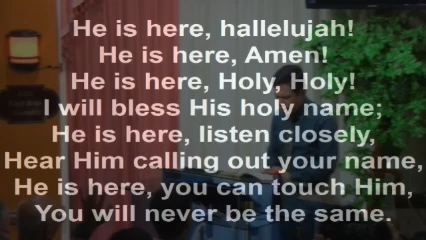 He is here, hallelujah!
He is here, Amen!
He is here, Holy, Holy!
I will bless His holy name;
He is here, listen closely,
Hear Him calling out your name,
He is here, you can touch Him,
You will never be the same.